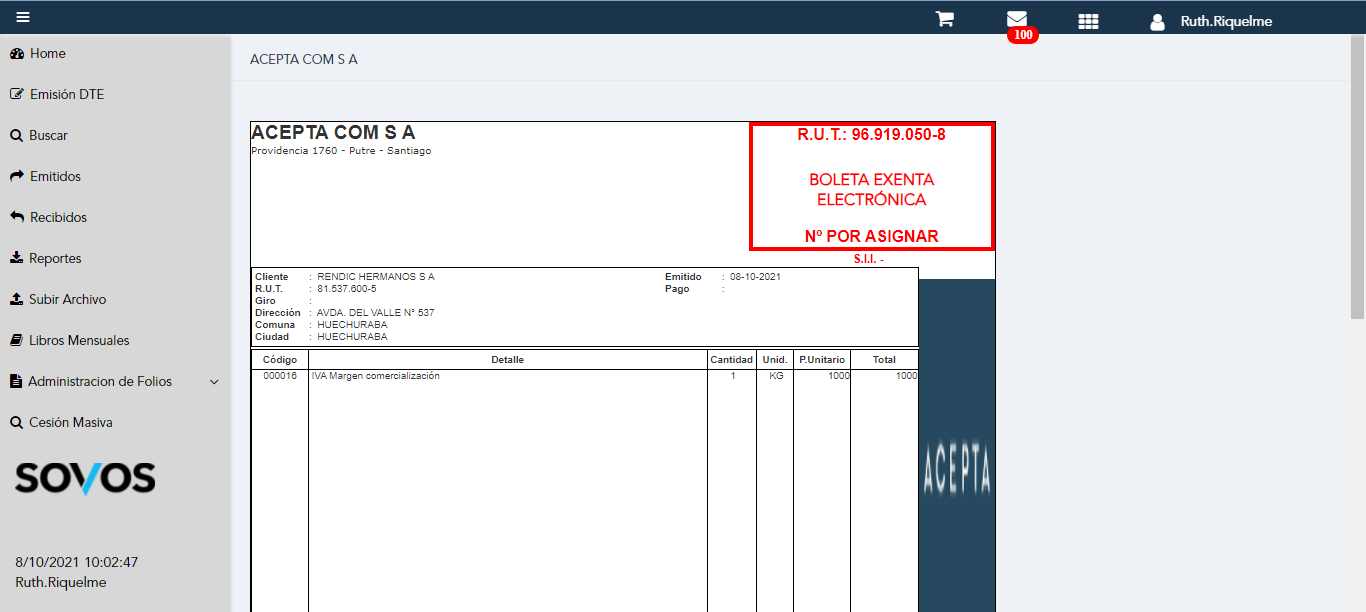 100
Ruth.Riquelme
Home
Emisión DTE
Buscar
Emitidos
Recibidos
Reportes
Subir Archivo
Libros Mensuales
Administracion de Folios
Cesión Masiva
SOVOS
8/10/2021 10:02:47
Ruth.Riquelme
ACEPTA COM S A
ACEPTA COM S A
Providencia 1760 - Putre - Santiago
R.U.T.: 96.919.050-8
BOLETA EXENTA
ELECTRÓNICA
Nº POR ASIGNAR
S.I.I. -
Cliente : RENDIC HERMANOS S A
R.U.T. : 81.537.600-5
Giro :
Dirección : AVDA. DEL VALLE N° 537
Comuna : HUECHURABA
Ciudad : HUECHURABA
Emitido : 08-10-2021
Pago :
Código Detalle Cantidad Unid. P.Unitario Total
000016 IVA Margen comercialización 1 KG 1000 1000
ACEPTA